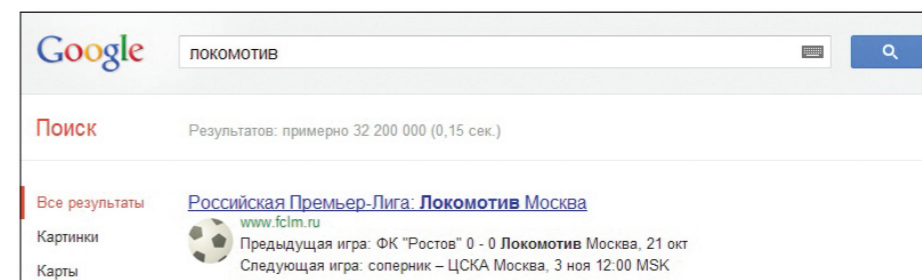 Google
локомотив
Поиск
Результатов: примерно 32 200 000 (0,15 сек.)
Все результаты
Картинки
Карты
Российская Премьер-Лига: Локомотив Москва
www.fclm.ru
Предыдущая игра: ФК "Ростов" 0 - 0 Локомотив Москва, 21 окт
Следующая игра: соперник – ЦСКА Москва, 3 ноя 12:00 MSK